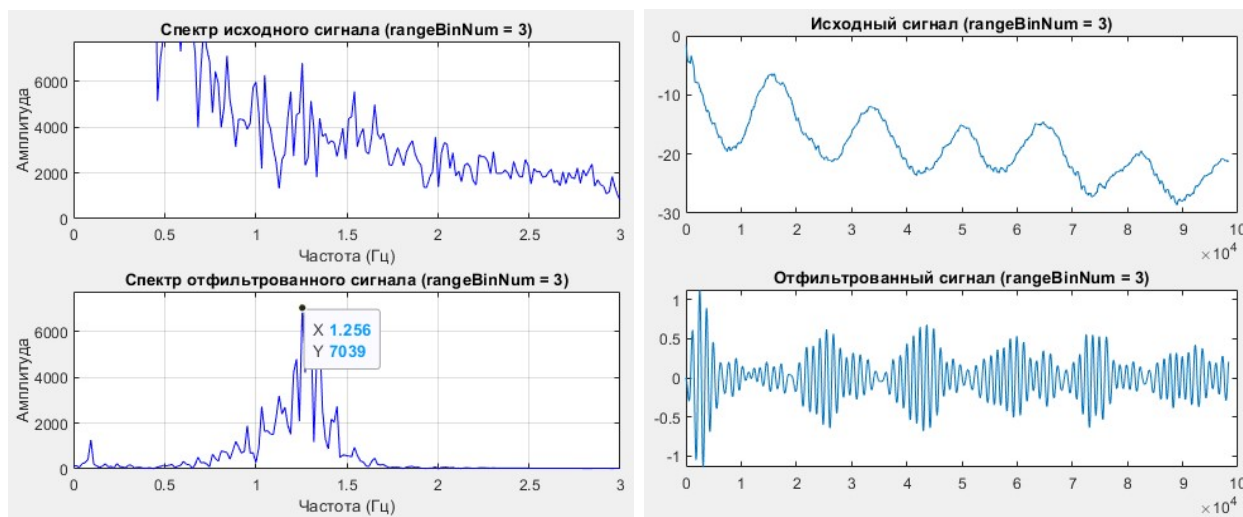 Спектр исходного сигнала (rangeBinNum = 3)
6000
4000
2000
0
Амплитуда
0 0.5 1 1.5 2 2.5 3
Частота (Гц)
Спектр отфильтрованного сигнала (rangeBinNum = 3)
6000
4000
2000
0
Амплитуда
X 1.256
Y 7039
0 0.5 1 1.5 2 2.5 3
Частота (Гц)
Исходный сигнал (rangeBinNum = 3)
0
-10
-20
-30
0 1 2 3 4 5 6 7 8 9 10
×10⁴
Отфильтрованный сигнал (rangeBinNum = 3)
1
0.5
0
-0.5
-1
0 1 2 3 4 5 6 7 8 9 10
×10⁴